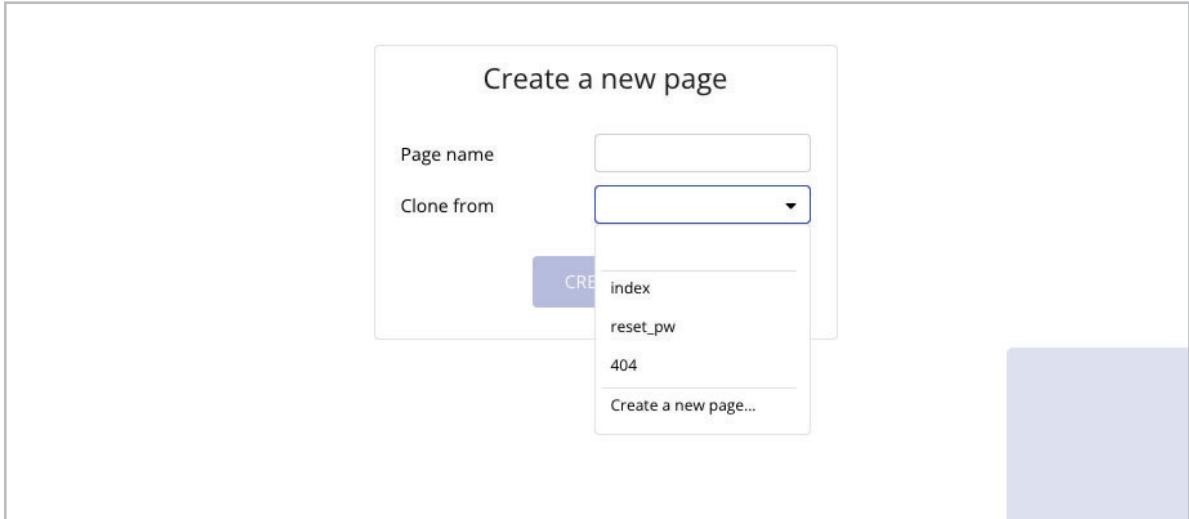 Create a new page
Page name
Clone from
CRE
index
reset_pw
404
Create a new page...